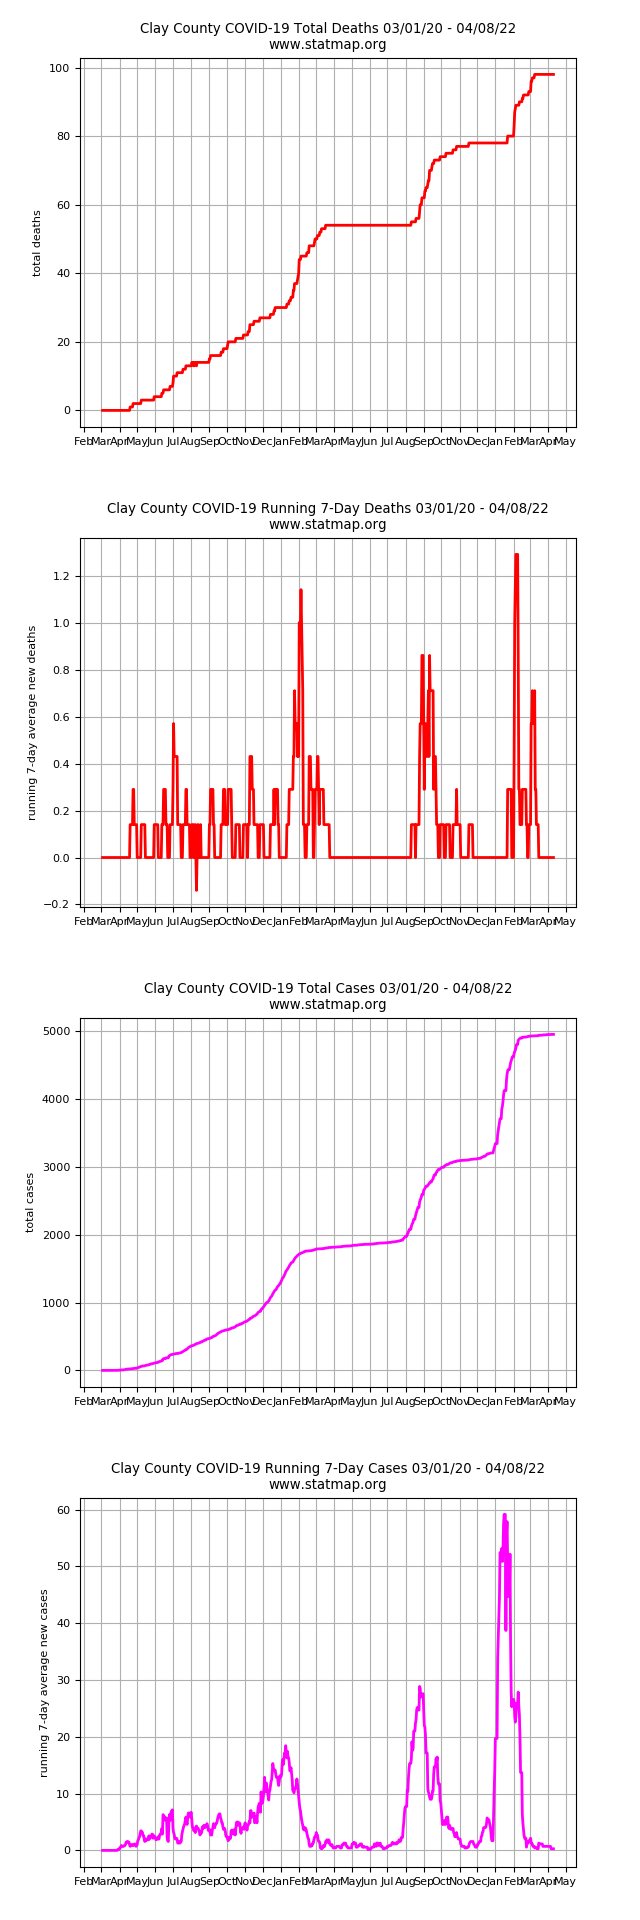 Clay County COVID-19 Total Deaths 03/01/20 - 04/08/22
www.statmap.org
100
80
60
40
20
0
total deaths
Feb Mar Apr May Jun Jul Aug Sep Oct Nov Dec Jan Feb Mar Apr May Jun Jul Aug Sep Oct Nov Dec Jan Feb Mar Apr May
Clay County COVID-19 Running 7-Day Deaths 03/01/20 - 04/08/22
www.statmap.org
1.2
1.0
0.8
0.6
0.4
0.2
0.0
−0.2
running 7-day average new deaths
Feb Mar Apr May Jun Jul Aug Sep Oct Nov Dec Jan Feb Mar Apr May Jun Jul Aug Sep Oct Nov Dec Jan Feb Mar Apr May
Clay County COVID-19 Total Cases 03/01/20 - 04/08/22
www.statmap.org
5000
4000
3000
2000
1000
0
total cases
Feb Mar Apr May Jun Jul Aug Sep Oct Nov Dec Jan Feb Mar Apr May Jun Jul Aug Sep Oct Nov Dec Jan Feb Mar Apr May
Clay County COVID-19 Running 7-Day Cases 03/01/20 - 04/08/22
www.statmap.org
60
50
40
30
20
10
0
running 7-day average new cases
Feb Mar Apr May Jun Jul Aug Sep Oct Nov Dec Jan Feb Mar Apr May Jun Jul Aug Sep Oct Nov Dec Jan Feb Mar Apr May